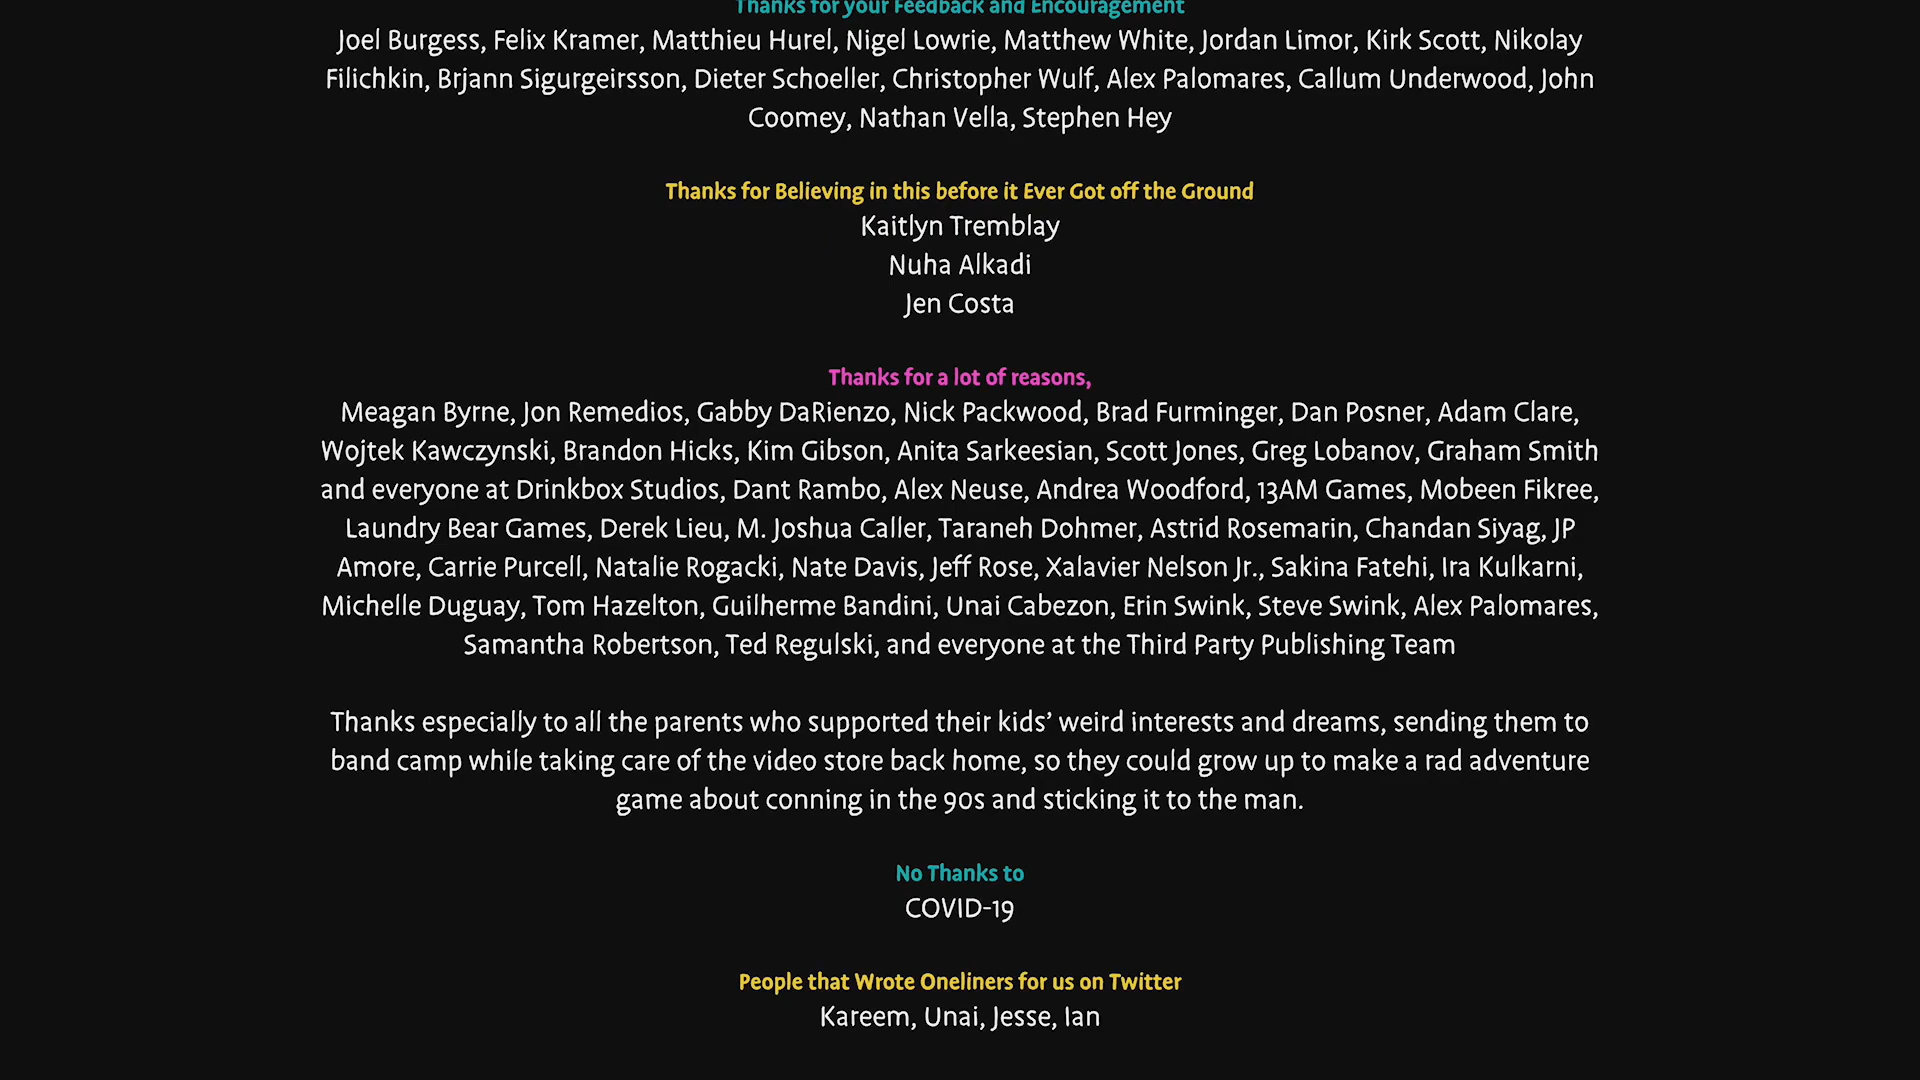 Thanks for your Feedback and Encouragement
Joel Burgess, Felix Kramer, Matthieu Hurel, Nigel Lowrie, Matthew White, Jordan Limor, Kirk Scott, Nikolay
Filichkin, Brjann Sigurgeirsson, Dieter Schoeller, Christopher Wulf, Alex Palomares, Callum Underwood, John
Coomey, Nathan Vella, Stephen Hey
Thanks for Believing in this before it Ever Got off the Ground
Kaitlyn Tremblay
Nuha Alkadi
Jen Costa
Thanks for a lot of reasons,
Meagan Byrne, Jon Remedios, Gabby DaRienzo, Nick Packwood, Brad Furminger, Dan Posner, Adam Clare,
Wojtek Kawczynski, Brandon Hicks, Kim Gibson, Anita Sarkeesian, Scott Jones, Greg Lobanov, Graham Smith
and everyone at Drinkbox Studios, Dant Rambo, Alex Neuse, Andrea Woodford, 13AM Games, Mobeen Fikree,
Laundry Bear Games, Derek Lieu, M. Joshua Caller, Taraneh Dohmer, Astrid Rosemarin, Chandan Siyag, JP
Amore, Carrie Purcell, Natalie Rogacki, Nate Davis, Jeff Rose, Xalavier Nelson Jr., Sakina Fatehi, Ira Kulkarni,
Michelle Duguay, Tom Hazelton, Guilherme Bandini, Unai Cabezon, Erin Swink, Steve Swink, Alex Palomares,
Samantha Robertson, Ted Regulski, and everyone at the Third Party Publishing Team
Thanks especially to all the parents who supported their kids’ weird interests and dreams, sending them to
band camp while taking care of the video store back home, so they could grow up to make a rad adventure
game about conning in the 90s and sticking it to the man.
No Thanks to
COVID-19
People that Wrote Oneliners for us on Twitter
Kareem, Unai, Jesse, Ian